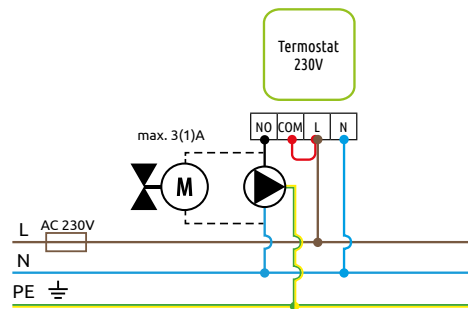 Termostat
230V
NO COM L N
max. 3(1)A
M
L AC 230V
N
PE